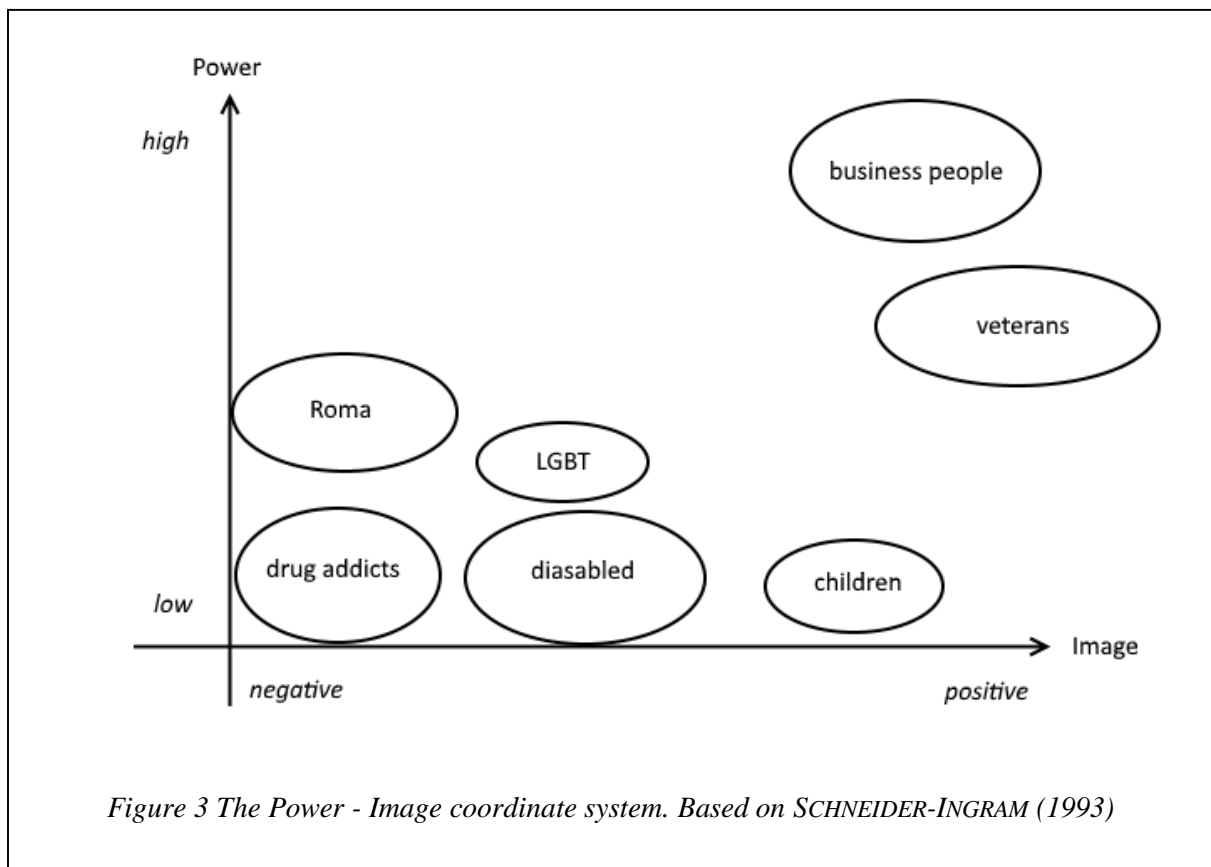 Power
high
business people
veterans
Roma
LGBT
drug addicts
diasabled
children
low
Image
negative
positive
Figure 3 The Power - Image coordinate system. Based on SCHNEIDER-INGRAM (1993)